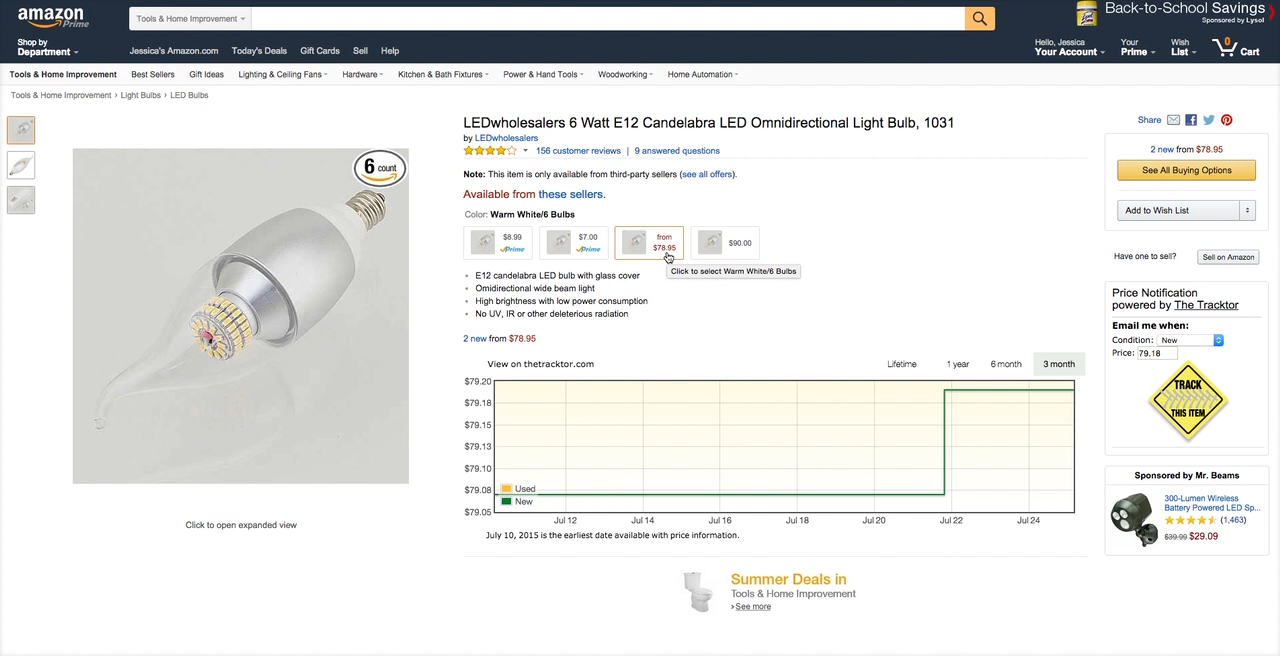 amazon
Prime
Tools & Home Improvement
Back-to-School Savings
Sponsored by Lysol
Shop by
Department
Jessica's Amazon.com
Today's Deals
Gift Cards
Sell
Help
Hello, Jessica
Your Account
Your
Prime
Wish
List
0
Cart
Tools & Home Improvement
Best Sellers
Gift Ideas
Lighting & Ceiling Fans
Hardware
Kitchen & Bath Fixtures
Power & Hand Tools
Woodworking
Home Automation
Tools & Home Improvement › Light Bulbs › LED Bulbs
6 count
Click to open expanded view
LEDwholesalers 6 Watt E12 Candelabra LED Omnidirectional Light Bulb, 1031
by LEDwholesalers
156 customer reviews | 9 answered questions
Note: This item is only available from third-party sellers (see all offers).
Available from these sellers.
Color: Warm White/6 Bulbs
$8.99
Prime
$7.00
Prime
from
$78.95
$90.00
Click to select Warm White/6 Bulbs
E12 candelabra LED bulb with glass cover
Omidirectional wide beam light
High brightness with low power consumption
No UV, IR or other deleterious radiation
2 new from $78.95
View on thetracktor.com
Lifetime
1 year
6 month
3 month
$79.20
$79.18
$79.15
$79.13
$79.10
$79.08
$79.05
Used
New
Jul 12
Jul 14
Jul 16
Jul 18
Jul 20
Jul 22
Jul 24
July 10, 2015 is the earliest date available with price information.
Summer Deals in
Tools & Home Improvement
› See more
Share
2 new from $78.95
See All Buying Options
Add to Wish List
Have one to sell?
Sell on Amazon
Price Notification
powered by The Tracktor
Email me when:
Condition: New
Price: 79.18
TRACK
THIS ITEM
Sponsored by Mr. Beams
300-Lumen Wireless
Battery Powered LED Sp...
(1,463)
$39.99 $29.09